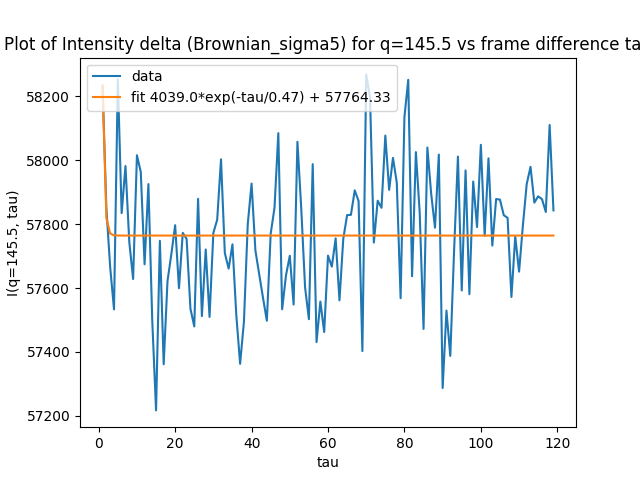 Plot of Intensity delta (Brownian_sigma5) for q=145.5 vs frame difference ta
data
fit 4039.0*exp(-tau/0.47) + 57764.33
58200
58000
57800
57600
57400
57200
I(q=145.5, tau)
0 20 40 60 80 100 120
tau